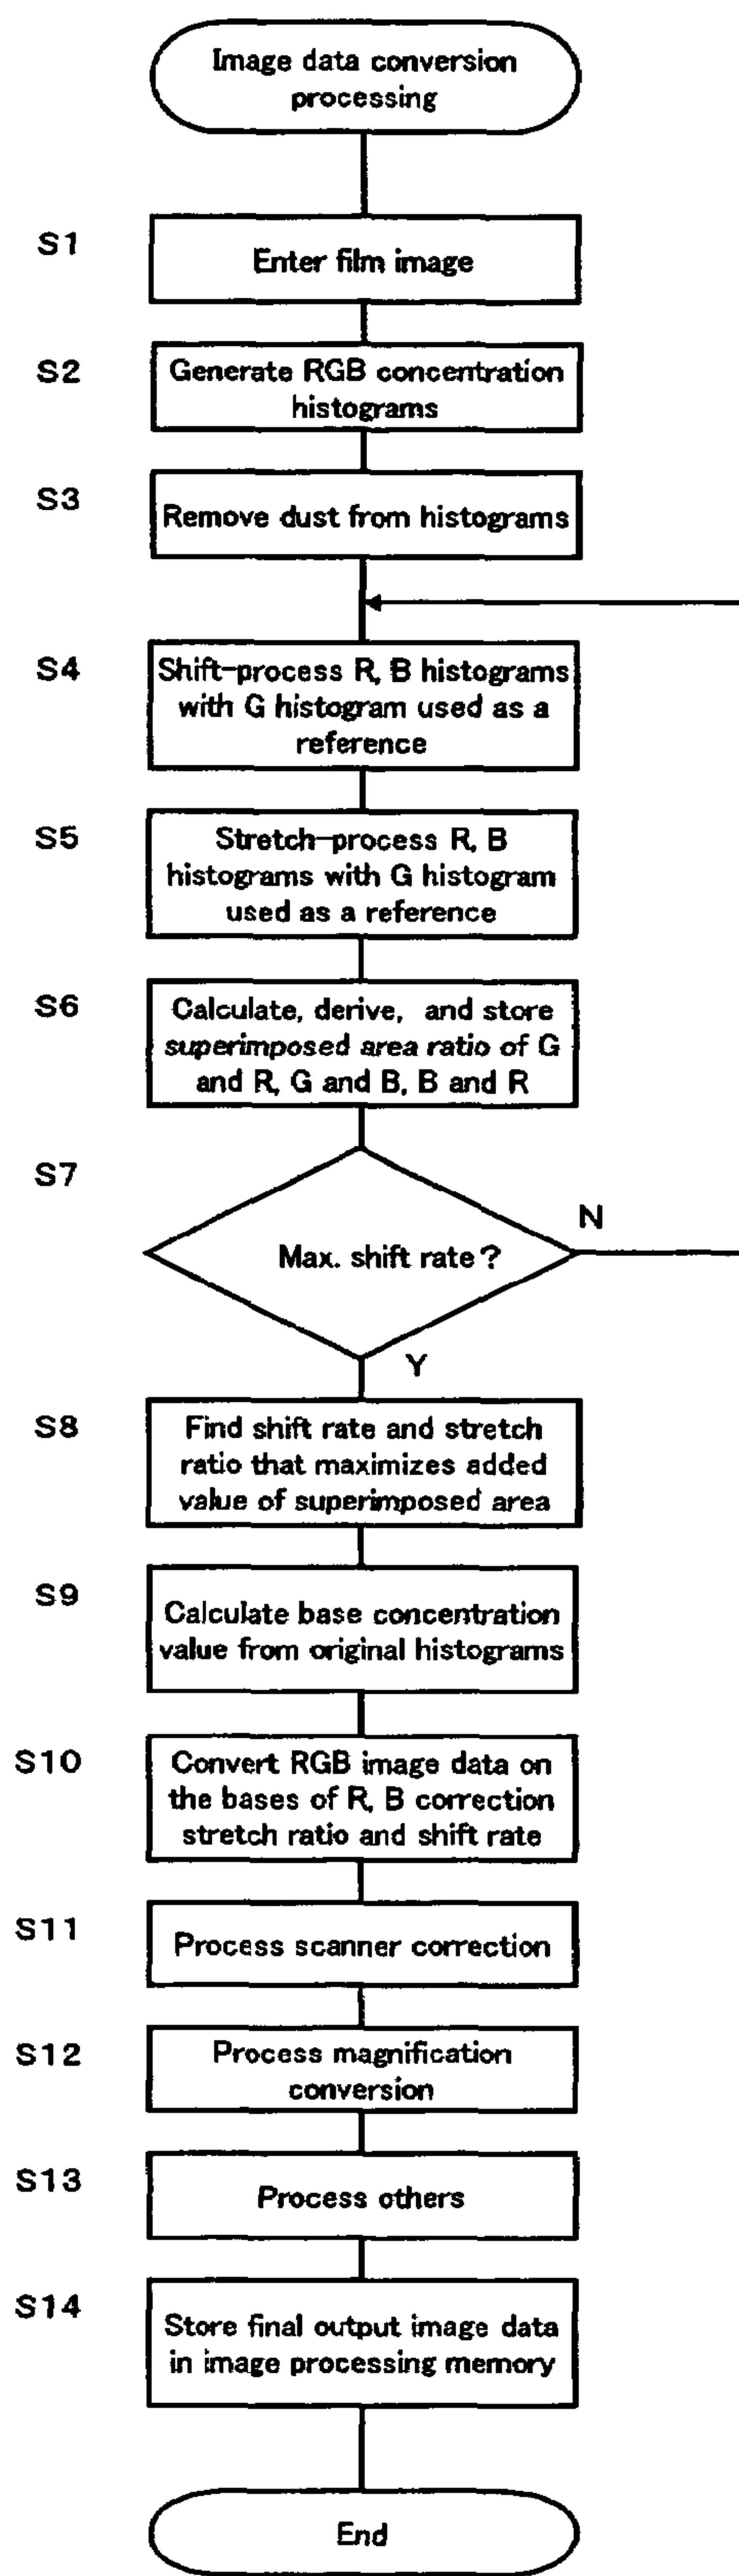 Image data conversion
processing
S1
Enter film image
S2
Generate RGB concentration
histograms
S3
Remove dust from histograms
S4
Shift-process R, B histograms
with G histogram used as a
reference
S5
Stretch-process R, B
histograms with G histogram
used as a reference
S6
Calculate, derive, and store
superimposed area ratio of G
and R, G and B, B and R
S7
Max. shift rate?
N
Y
S8
Find shift rate and stretch
ratio that maximizes added
value of superimposed area
S9
Calculate base concentration
value from original histograms
S10
Convert RGB image data on
the bases of R, B correction
stretch ratio and shift rate
S11
Process scanner correction
S12
Process magnification
conversion
S13
Process others
S14
Store final output image data
in image processing memory
End